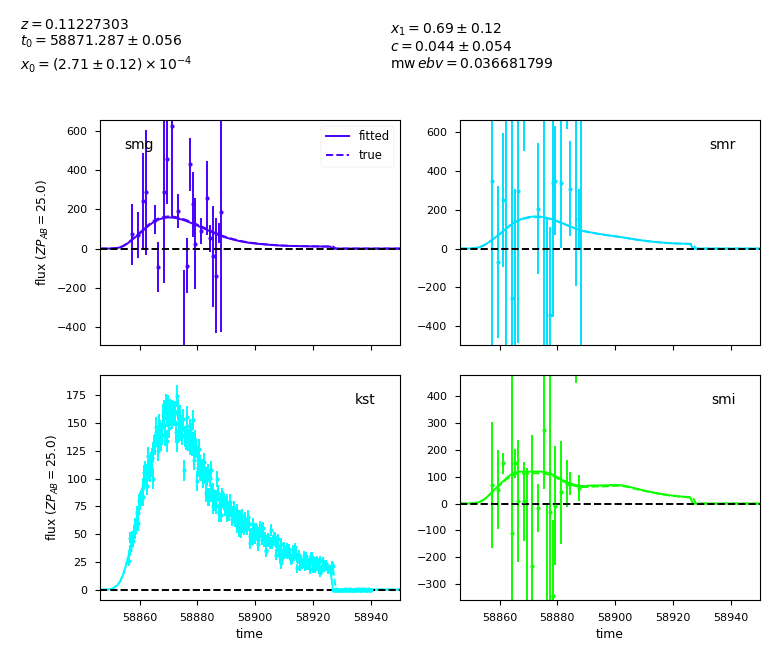 z = 0.11227303
t₀ = 58871.287 ± 0.056
x₀ = (2.71 ± 0.12) × 10⁻⁴
x₁ = 0.69 ± 0.12
c = 0.044 ± 0.054
mw ebv = 0.036681799
smg
fitted
true
600
400
200
0
−200
−400
flux (ZP_AB = 25.0)
smr
600
400
200
0
−200
−400
kst
175
150
125
100
75
50
25
0
flux (ZP_AB = 25.0)
58860 58880 58900 58920 58940
time
smi
400
300
200
100
0
−100
−200
−300
58860 58880 58900 58920 58940
time